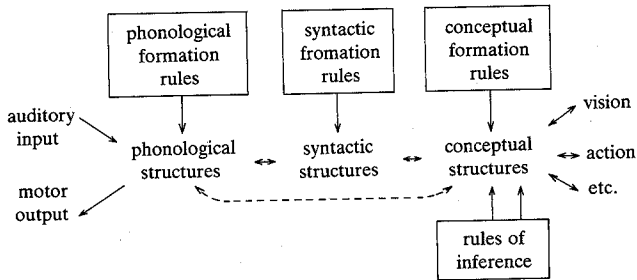 phonological
formation
rules
syntactic
fromation
rules
conceptual
formation
rules
auditory
input
phonological
structures
syntactic
structures
conceptual
structures
vision
action
etc.
motor
output
rules of
inference